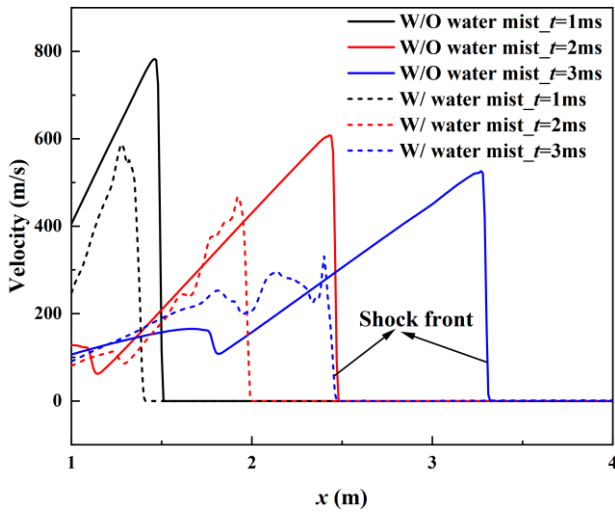 W/O water mist_t=1ms
W/O water mist_t=2ms
W/O water mist_t=3ms
W/ water mist_t=1ms
W/ water mist_t=2ms
W/ water mist_t=3ms
800
600
400
200
0
Velocity (m/s)
Shock front
1 2 3 4
x (m)